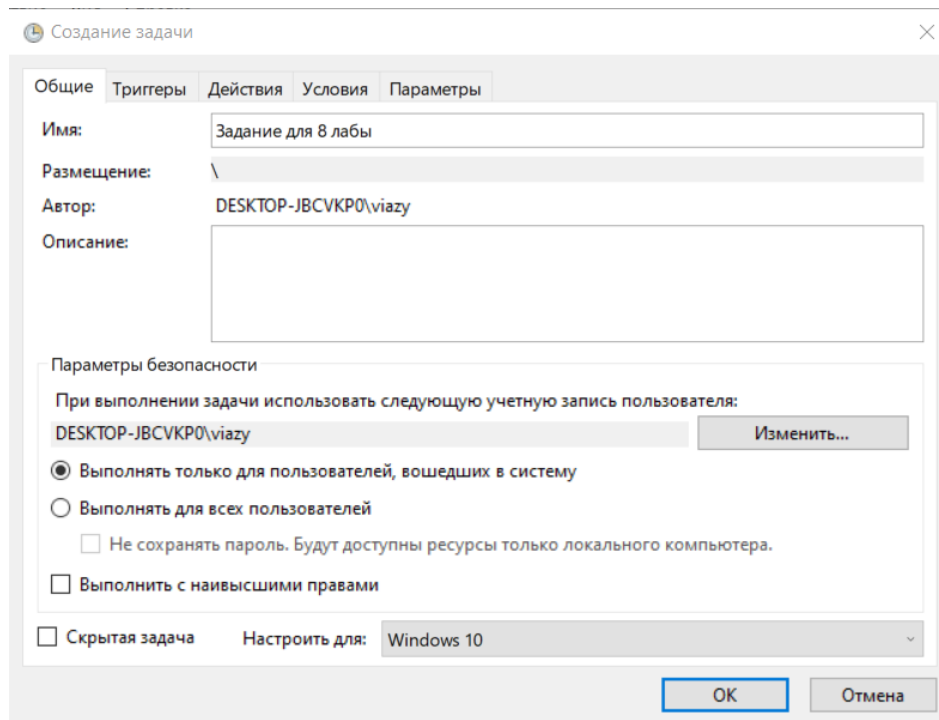 Создание задачи
Общие Триггеры Действия Условия Параметры
Имя: Задание для 8 лабы
Размещение: \
Автор: DESKTOP-JBCVKP0\viazy
Описание:
Параметры безопасности
При выполнении задачи использовать следующую учетную запись пользователя:
DESKTOP-JBCVKP0\viazy Изменить...
Выполнять только для пользователей, вошедших в систему
Выполнять для всех пользователей
Не сохранять пароль. Будут доступны ресурсы только локального компьютера.
Выполнить с наивысшими правами
Скрытая задача Настроить для: Windows 10
OK Отмена